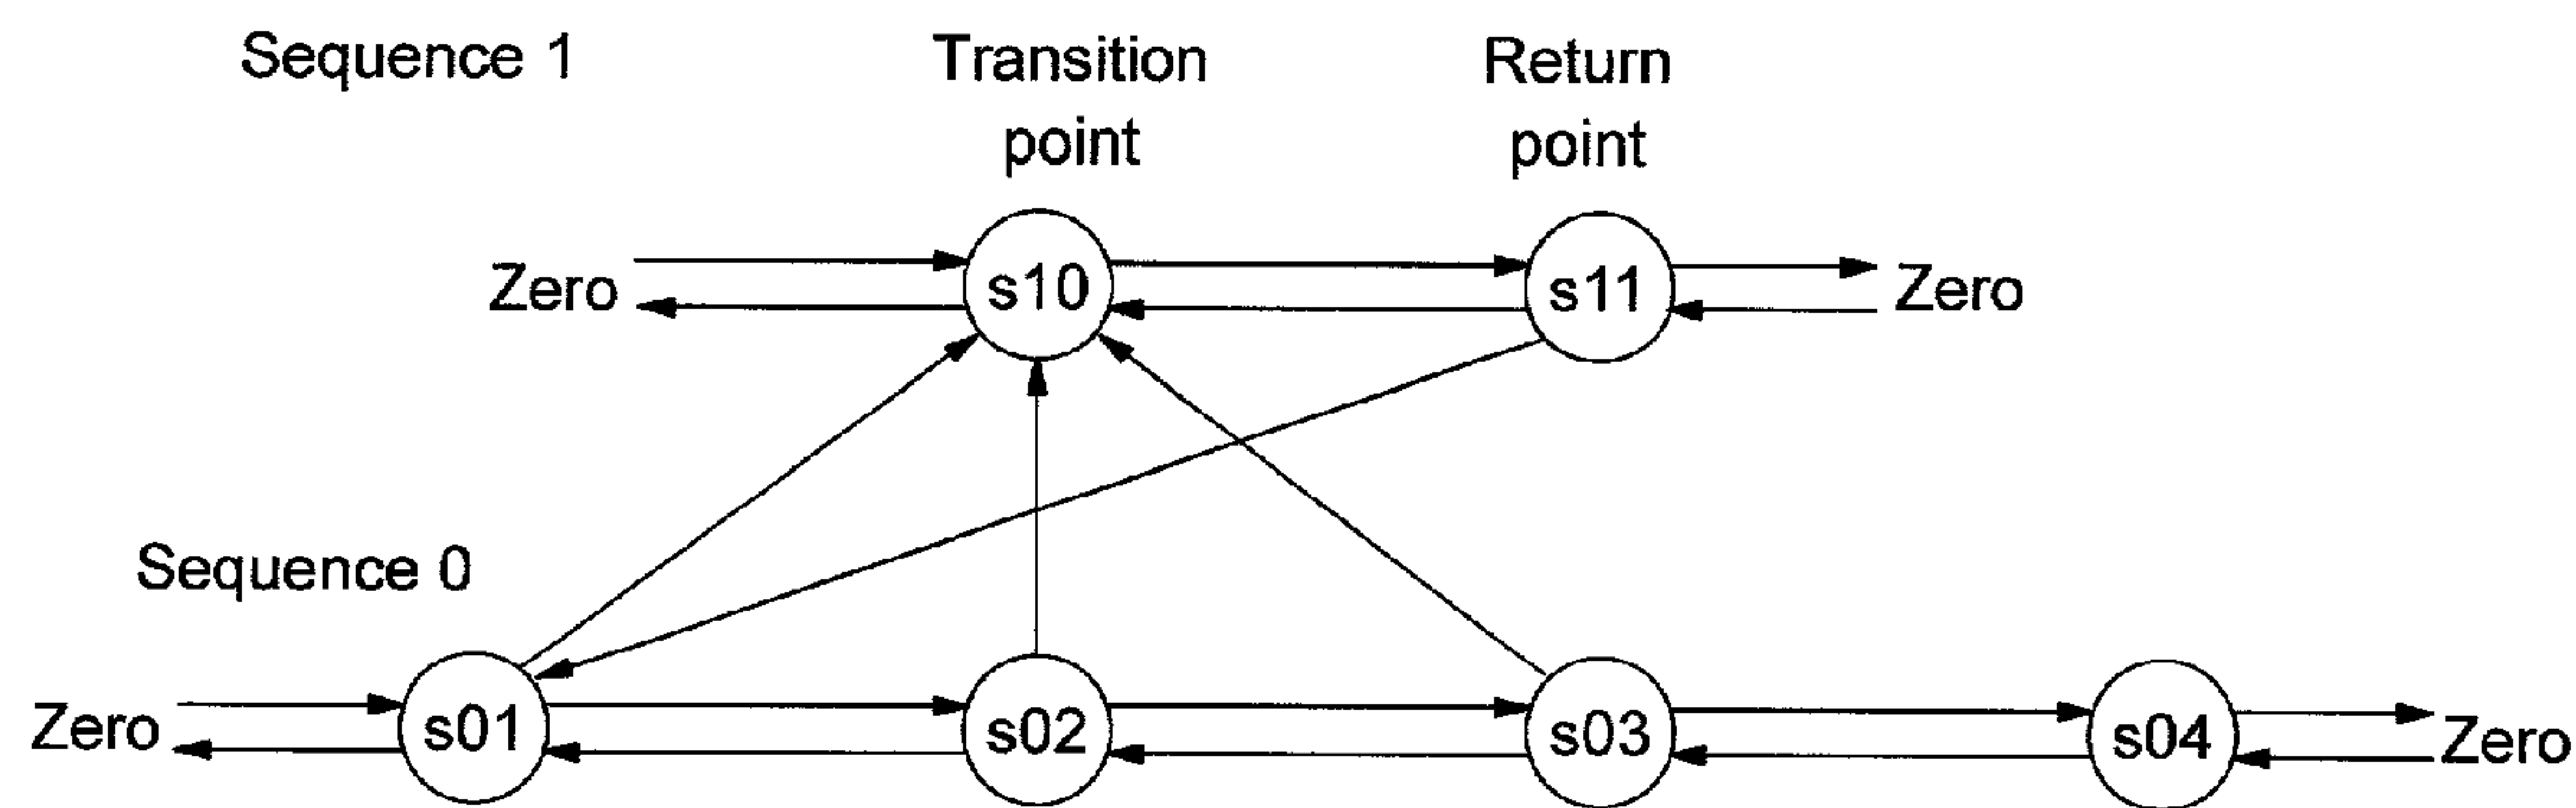 Sequence 1
Transition
point
Return
point
Zero
s10
s11
Zero
Sequence 0
Zero
s01
s02
s03
s04
Zero